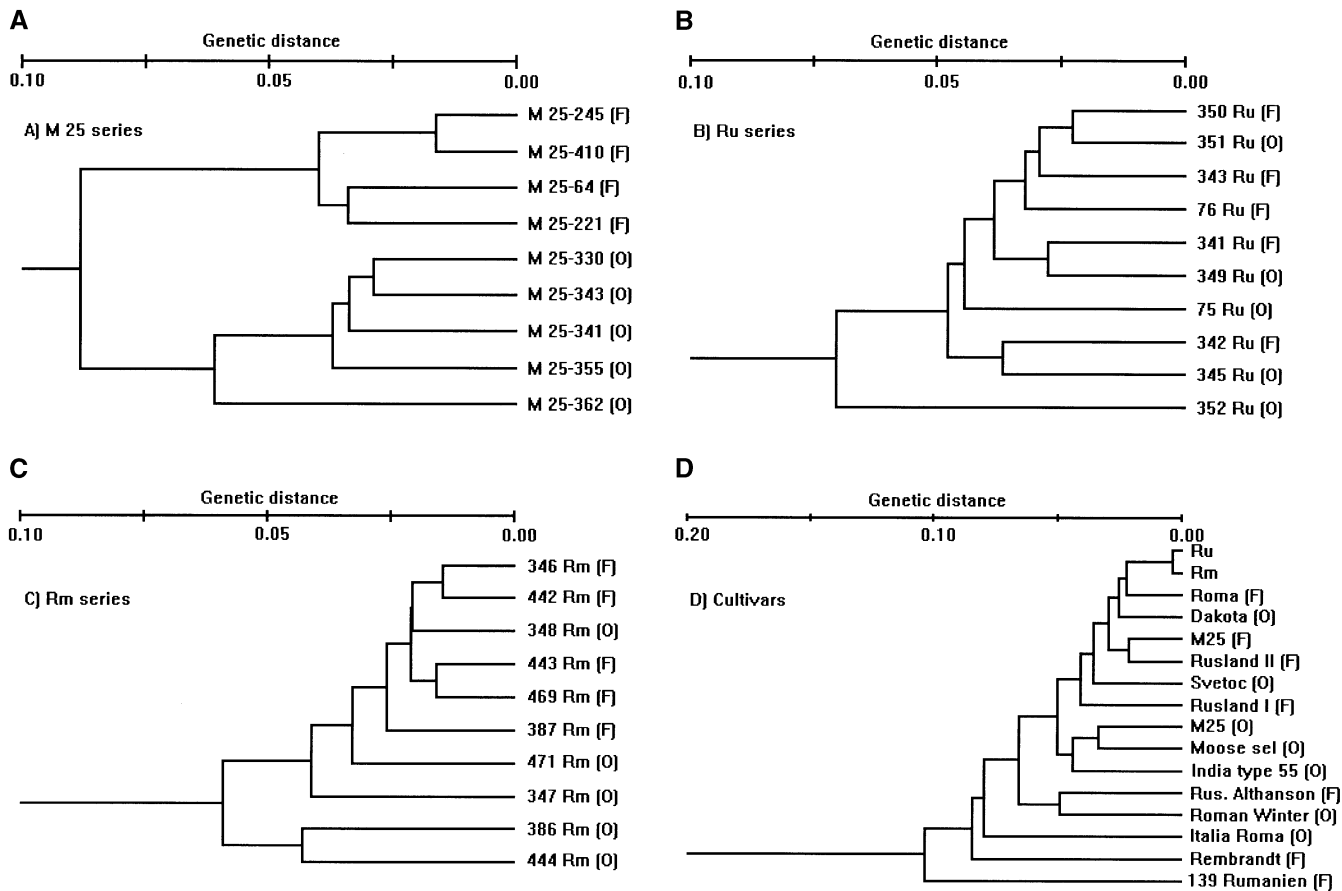 A
Genetic distance
0.10 0.05 0.00
A) M 25 series
M 25-245 (F)
M 25-410 (F)
M 25-64 (F)
M 25-221 (F)
M 25-330 (O)
M 25-343 (O)
M 25-341 (O)
M 25-355 (O)
M 25-362 (O)
B
Genetic distance
0.10 0.05 0.00
B) Ru series
350 Ru (F)
351 Ru (O)
343 Ru (F)
76 Ru (F)
341 Ru (F)
349 Ru (O)
75 Ru (O)
342 Ru (F)
345 Ru (O)
352 Ru (O)
C
Genetic distance
0.10 0.05 0.00
C) Rm series
346 Rm (F)
442 Rm (F)
348 Rm (O)
443 Rm (F)
469 Rm (F)
387 Rm (F)
471 Rm (O)
347 Rm (O)
386 Rm (O)
444 Rm (O)
D
Genetic distance
0.20 0.10 0.00
D) Cultivars
Ru
Rm
Roma (F)
Dakota (O)
M25 (F)
Rusland II (F)
Svetoc (O)
Rusland I (F)
M25 (O)
Moose sel (O)
India type 55 (O)
Rus. Althanson (F)
Roman Winter (O)
Italia Roma (O)
Rembrandt (F)
139 Rumanien (F)